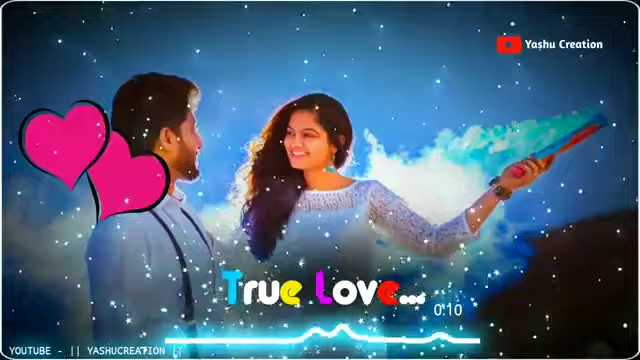 Yashu Creation
True Love...
0:10
YOUTUBE - || YASHUCREATION ||